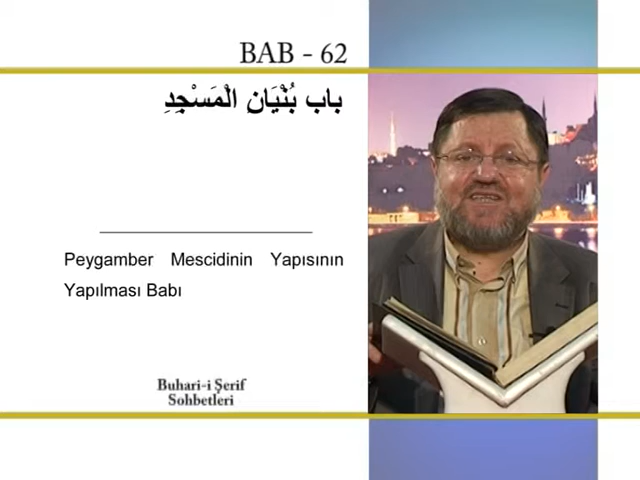 BAB - 62
باب بُنْيَانِ الْمَسْجِدِ
Peygamber Mescidinin Yapısının
Yapılması Babı
Buhari-i Şerif
Sohbetleri